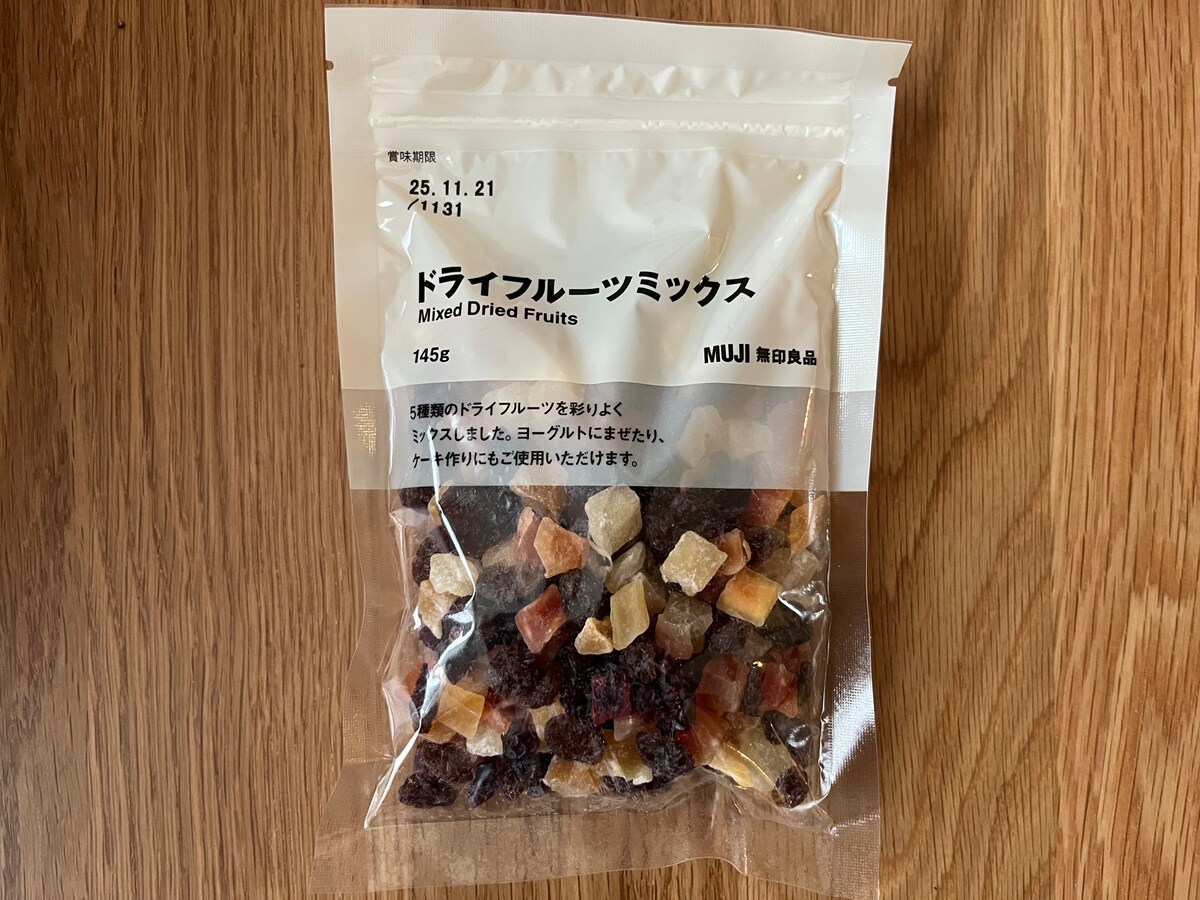 賞味期限
25.11.21
/1131
ドライフルーツミックス
Mixed Dried Fruits
145g
MUJI 無印良品
5種類のドライフルーツを彩りよく
ミックスしました。ヨーグルトにまぜたり、
ケーキ作りにもご使用いただけます。